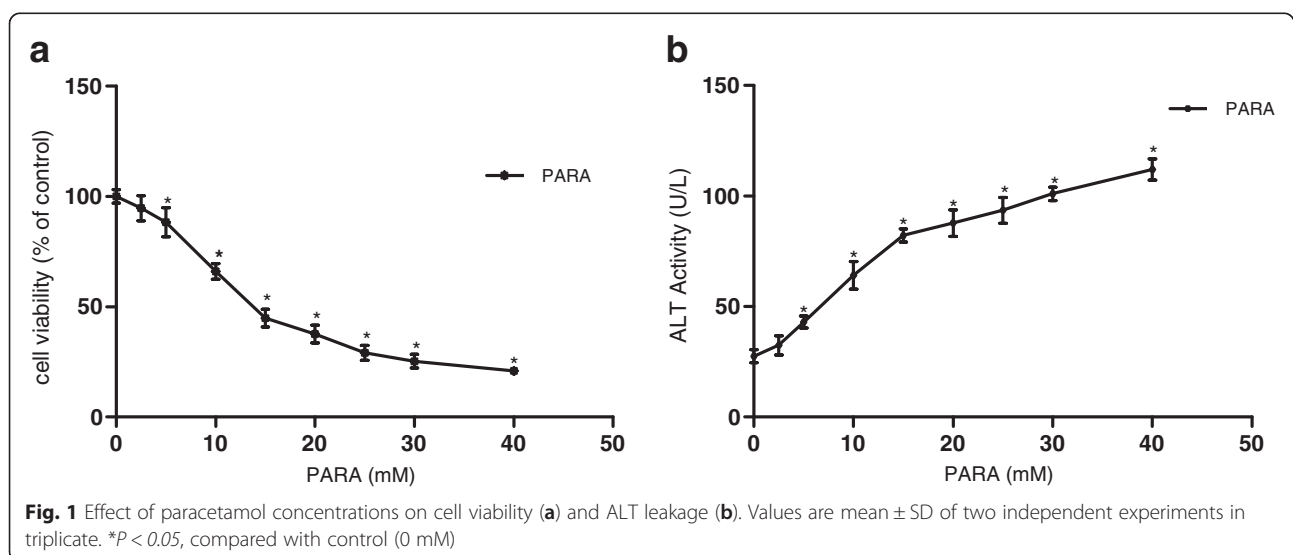 a
150
100
50
0
cell viability (% of control)
PARA
*
*
*
*
*
*
*
0 10 20 30 40 50
PARA (mM)
b
150
100
50
0
ALT Activity (U/L)
PARA
*
*
*
*
*
*
*
0 10 20 30 40 50
PARA (mM)
Fig. 1 Effect of paracetamol concentrations on cell viability (a) and ALT leakage (b). Values are mean ± SD of two independent experiments in
triplicate. *P < 0.05, compared with control (0 mM)